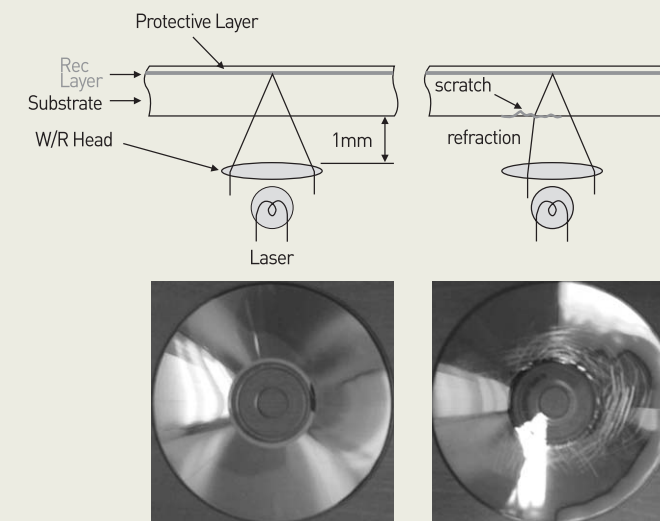 Protective Layer
Rec
Layer
Substrate
W/R Head
1mm
Laser
scratch
refraction